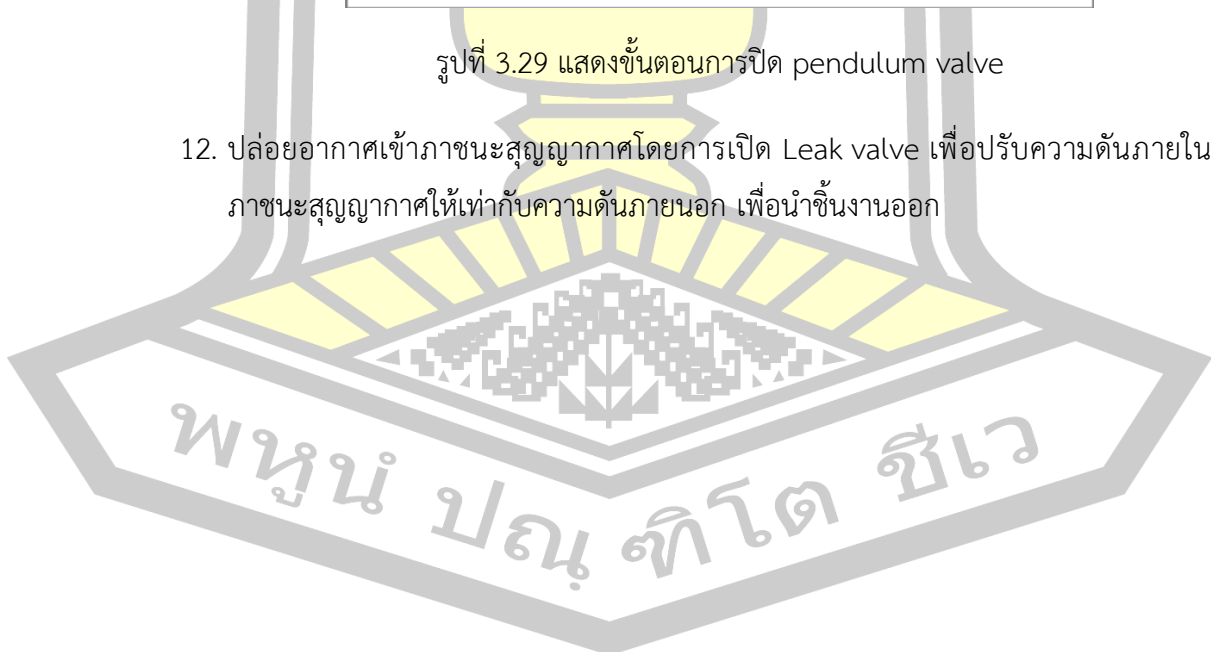 รูปที่ 3.29 แสดงขั้นตอนการปิด pendulum valve
12. ปล่อยอากาศเข้าภาชนะสุญญากาศโดยการเปิด Leak valve เพื่อปรับความดันภายใน
ภาชนะสุญญากาศให้เท่ากับความดันภายนอก เพื่อนำชิ้นงานออก
พหูนํ ปณฺฑิโต ชีเว